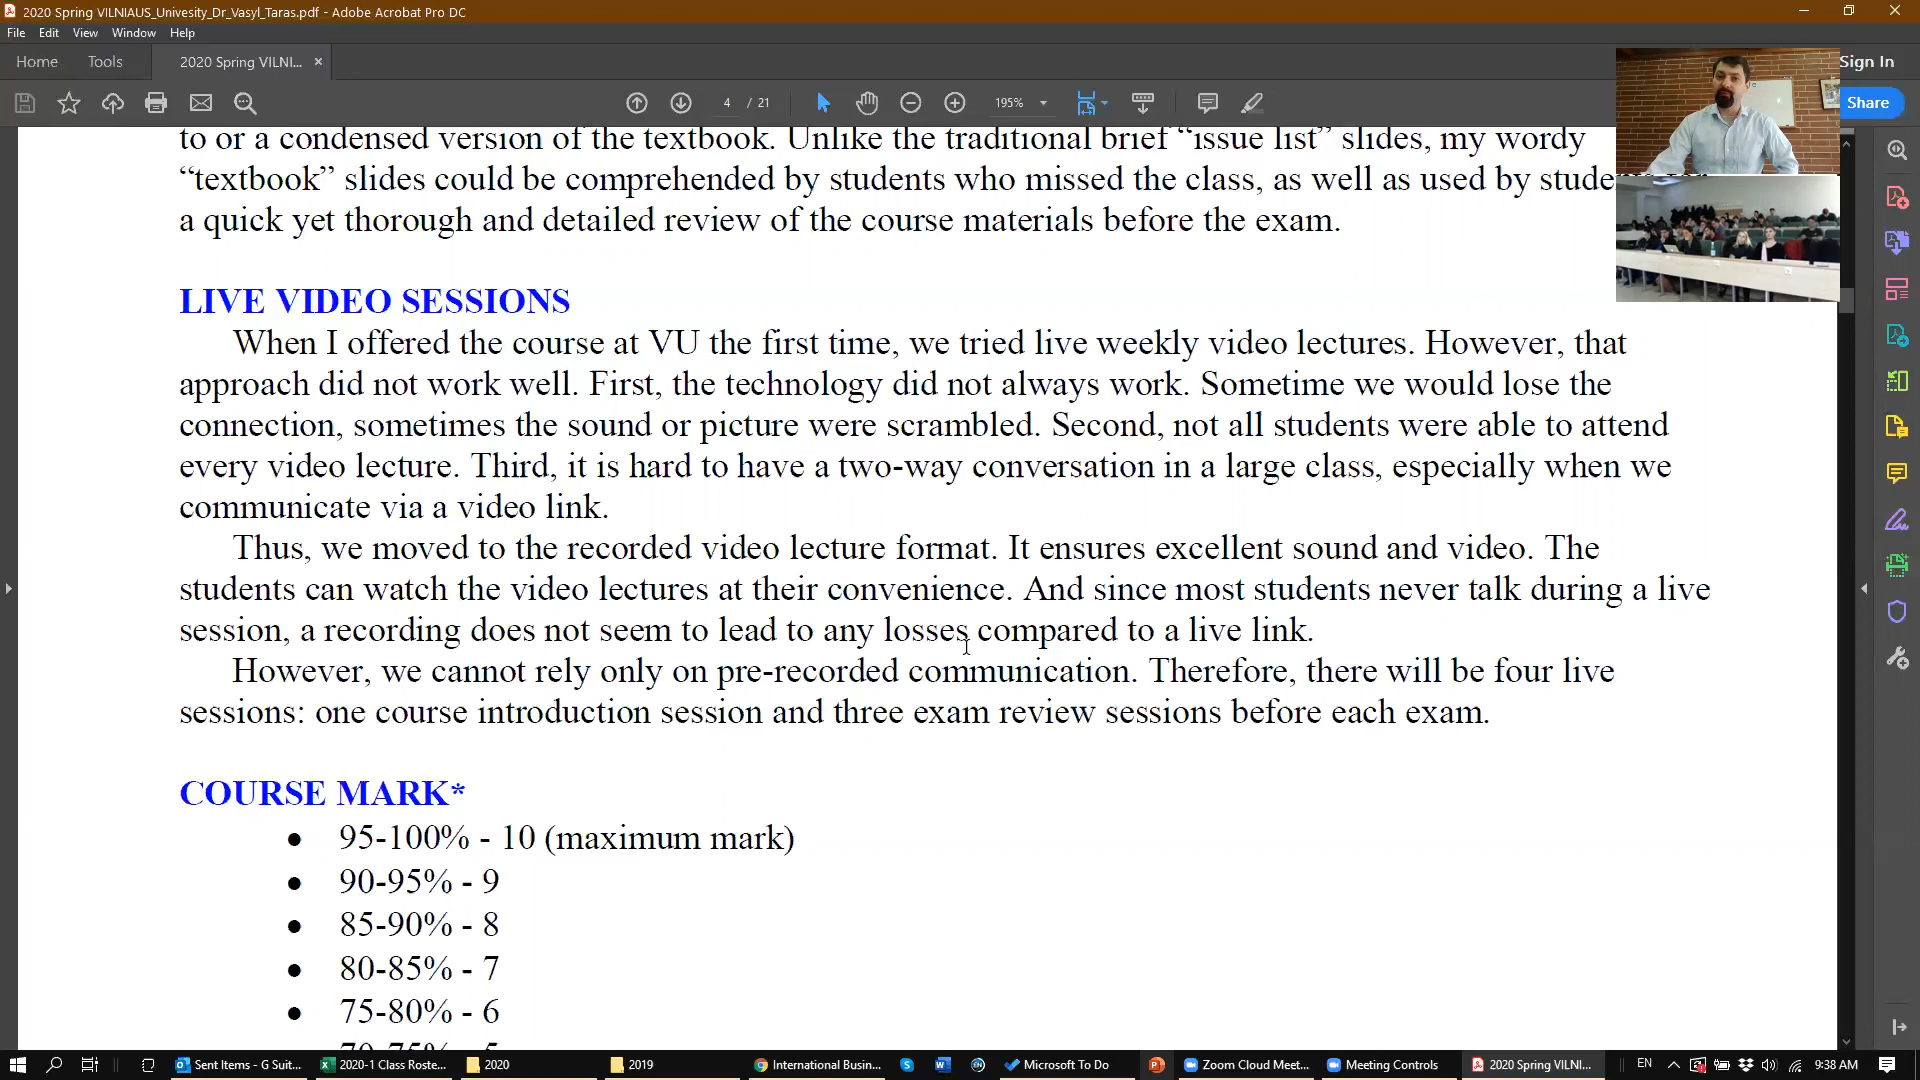 2020 Spring VILNIAUS_Univesity_Dr_Vasyl_Taras.pdf - Adobe Acrobat Pro DC
File Edit View Window Help
Home Tools 2020 Spring VILNI... × Sign In
4 / 21 195% Share
to or a condensed version of the textbook. Unlike the traditional brief “issue list” slides, my wordy
“textbook” slides could be comprehended by students who missed the class, as well as used by
a quick yet thorough and detailed review of the course materials before the exam.
LIVE VIDEO SESSIONS
When I offered the course at VU the first time, we tried live weekly video lectures. However, that
approach did not work well. First, the technology did not always work. Sometime we would lose the
connection, sometimes the sound or picture were scrambled. Second, not all students were able to attend
every video lecture. Third, it is hard to have a two-way conversation in a large class, especially when we
communicate via a video link.
Thus, we moved to the recorded video lecture format. It ensures excellent sound and video. The
students can watch the video lectures at their convenience. And since most students never talk during a live
session, a recording does not seem to lead to any losses compared to a live link.
However, we cannot rely only on pre-recorded communication. Therefore, there will be four live
sessions: one course introduction session and three exam review sessions before each exam.
COURSE MARK*
• 95-100% - 10 (maximum mark)
• 90-95% - 9
• 85-90% - 8
• 80-85% - 7
• 75-80% - 6
Sent Items - G Suit... 2020-1 Class Roste... 2020 2019 International Busin... Microsoft To Do Zoom Cloud Meet... Meeting Controls 2020 Spring VILNI... EN 9:38 AM